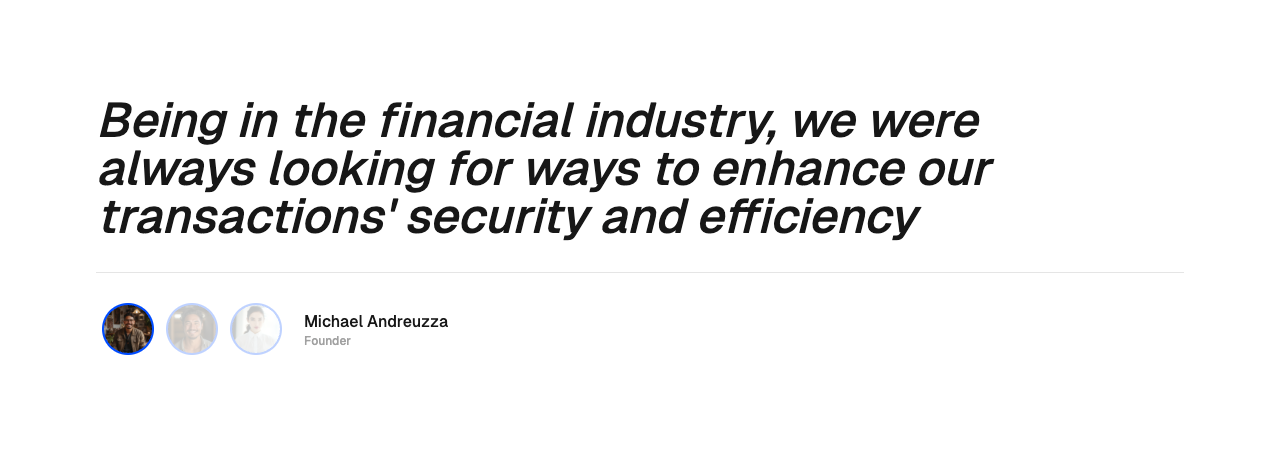 Being in the financial industry, we were
always looking for ways to enhance our
transactions' security and efficiency
Michael Andreuzza
Founder